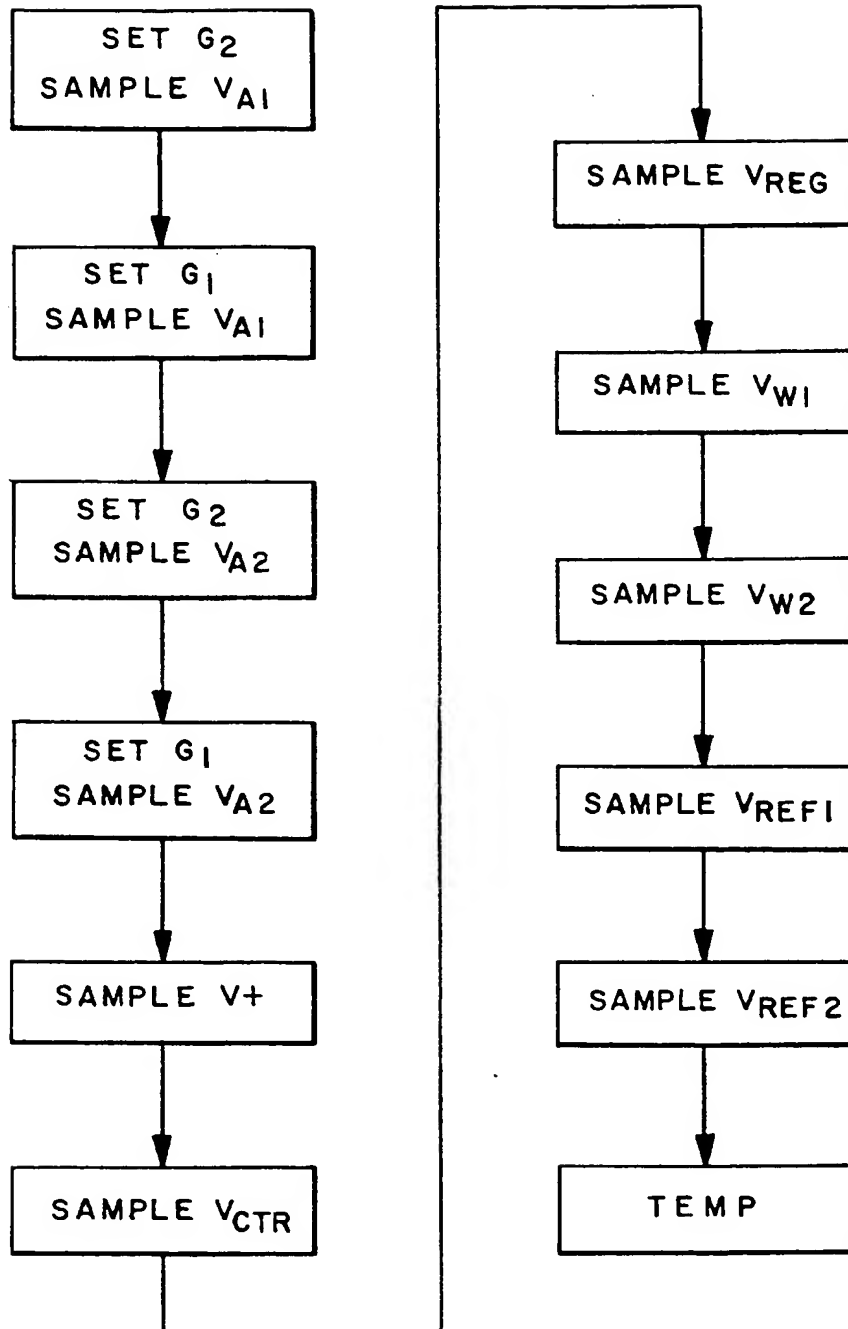 SET G2
SAMPLE VA1
SET G1
SAMPLE VA1
SET G2
SAMPLE VA2
SET G1
SAMPLE VA2
SAMPLE V+
SAMPLE VCTR
SAMPLE VREG
SAMPLE VW1
SAMPLE VW2
SAMPLE VREF1
SAMPLE VREF2
TEMP